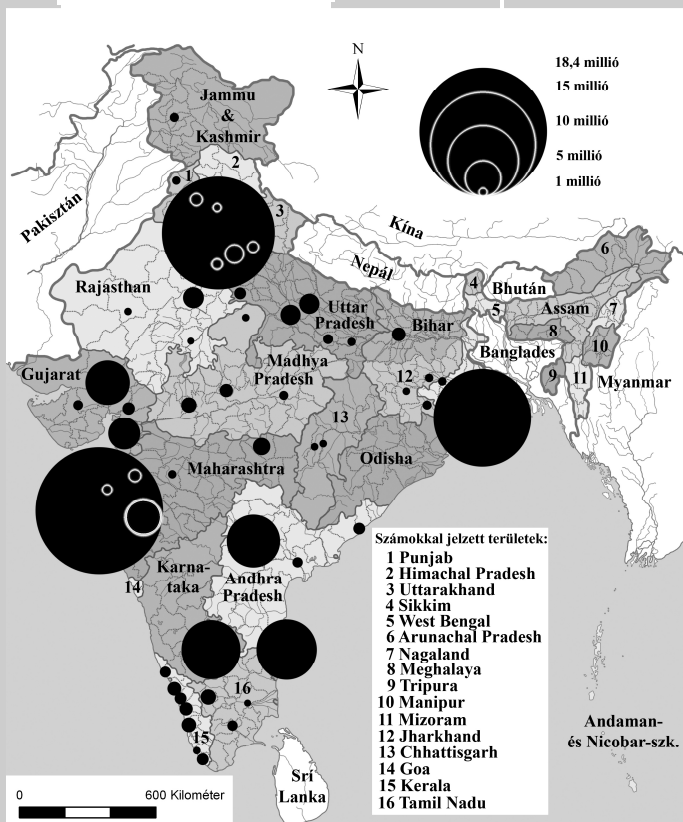 N
18,4 millió
15 millió
10 millió
5 millió
1 millió
Jammu
&
Kashmir
1
2
3
Pakisztán
Kína
Nepál
Bhután
4
5
6
7
8
9
10
11
Assam
Banglades
Myanmar
Rajasthan
Uttar
Pradesh
Bihar
Gujarat
Madhya
Pradesh
12
13
Maharashtra
Odisha
Karna-
taka
Andhra
Pradesh
14
15
16
Srí
Lanka
Andaman-
és Nicobar-szk.
Számokkal jelzett területek:
1 Punjab
2 Himachal Pradesh
3 Uttarakhand
4 Sikkim
5 West Bengal
6 Arunachal Pradesh
7 Nagaland
8 Meghalaya
9 Tripura
10 Manipur
11 Mizoram
12 Jharkhand
13 Chhattisgarh
14 Goa
15 Kerala
16 Tamil Nadu
0 600 Kilométer